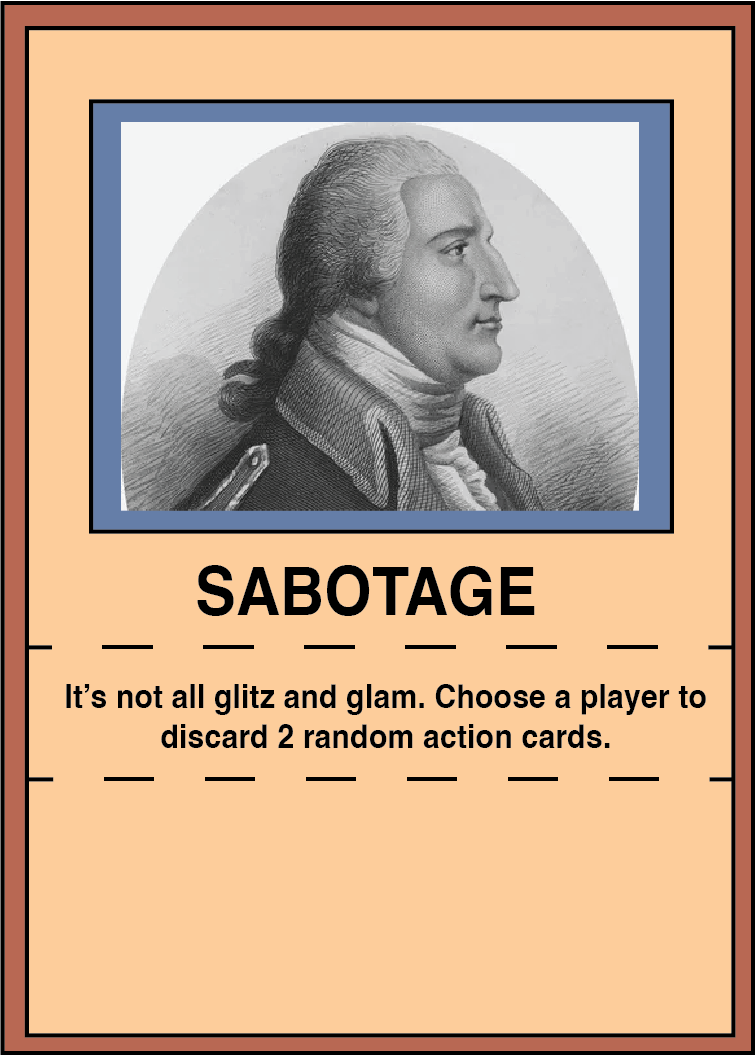 SABOTAGE
It’s not all glitz and glam. Choose a player to
discard 2 random action cards.